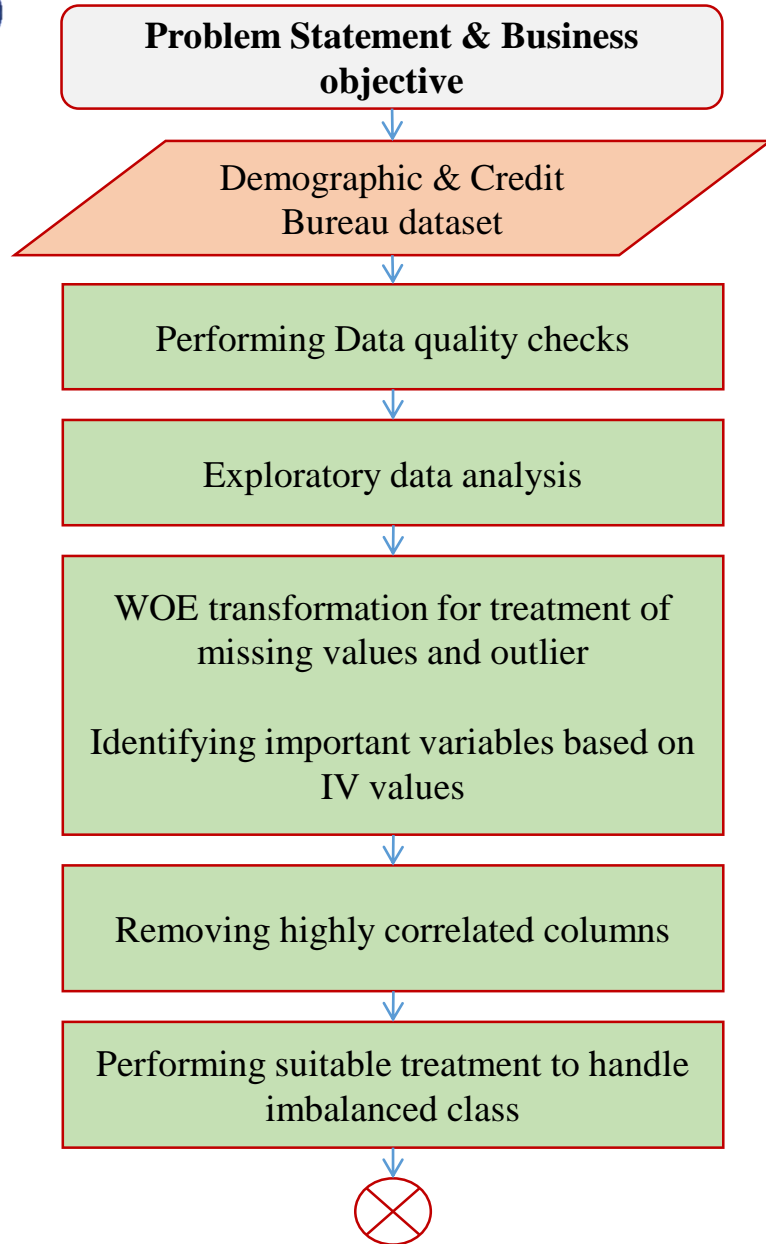 Problem Statement & Business
objective
Demographic & Credit
Bureau dataset
Performing Data quality checks
Exploratory data analysis
WOE transformation for treatment of
missing values and outlier
Identifying important variables based on
IV values
Removing highly correlated columns
Performing suitable treatment to handle
imbalanced class